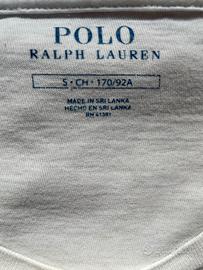 POLO
RALPH LAUREN
S • CH • 170/92A
MADE IN SRI LANKA
HECHO EN SRI LANKA
RN 41381